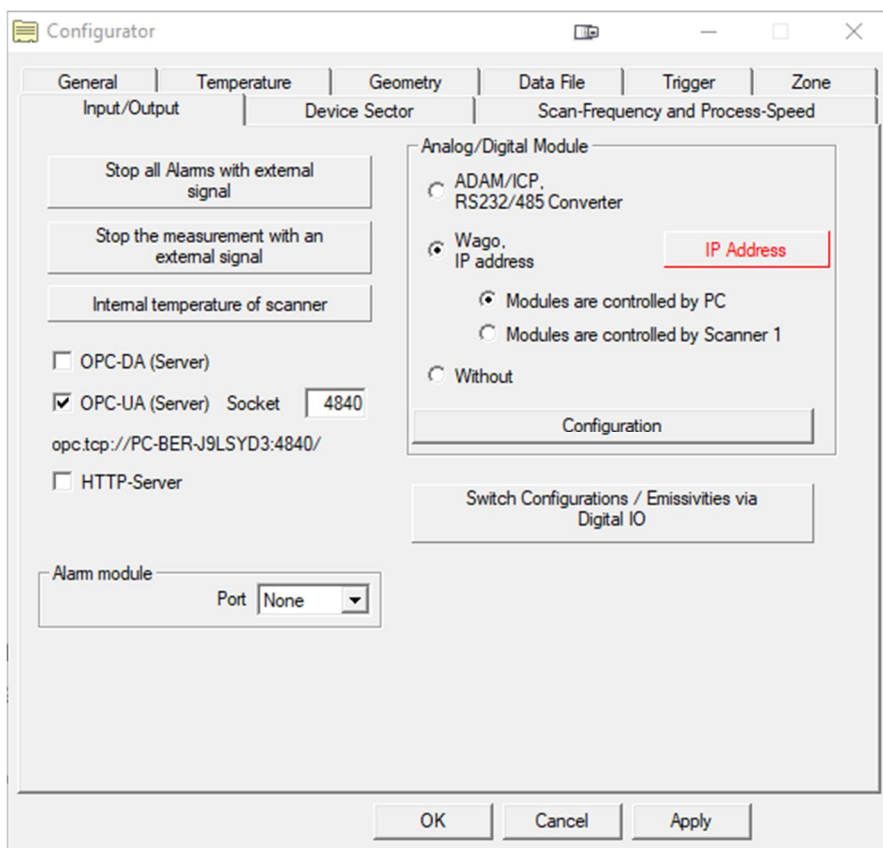 Configurator
General
Temperature
Geometry
Data File
Trigger
Zone
Input/Output
Device Sector
Scan-Frequency and Process-Speed
Stop all Alarms with external
signal
Stop the measurement with an
external signal
Internal temperature of scanner
OPC-DA (Server)
OPC-UA (Server) Socket 4840
opc.tcp://PC-BER-J9LSYD3:4840/
HTTP-Server
Alarm module
Port None
Analog/Digital Module
ADAM/ICP,
RS232/485 Converter
Wago,
IP address
IP Address
Modules are controlled by PC
Modules are controlled by Scanner 1
Without
Configuration
Switch Configurations / Emissivities via
Digital IO
OK
Cancel
Apply